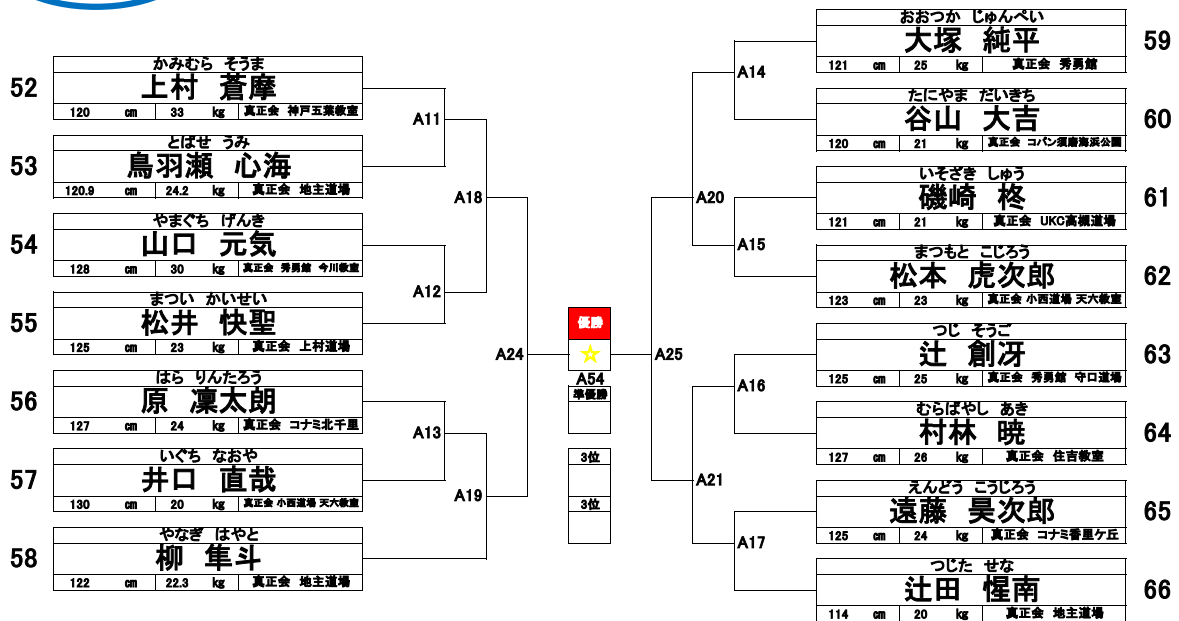 52
かみむら そうま
上村 蒼摩
120 cm 33 kg 真正会 神戸五葉教室
53
とばせ うみ
鳥羽瀬 心海
120.9 cm 24.2 kg 真正会 地主道場
54
やまぐち げんき
山口 元気
128 cm 30 kg 真正会 秀勇館 今川教室
55
まつい かいせい
松井 快聖
125 cm 23 kg 真正会 上村道場
56
はら りんたろう
原 凜太朗
127 cm 24 kg 真正会 コナミ北千里
57
いぐち なおや
井口 直哉
130 cm 20 kg 真正会 小西道場 天六教室
58
やなぎ はやと
柳 隼斗
122 cm 22.3 kg 真正会 地主道場
A11
A12
A13
A18
A19
A24
優勝
☆
A54
準優勝
3位
3位
A25
A20
A21
A14
A15
A16
A17
おおつか じゅんぺい
大塚 純平
121 cm 25 kg 真正会 秀勇館
59
たにやま だいきち
谷山 大吉
120 cm 21 kg 真正会 コパン須磨海浜公園
60
いそざき しゅう
磯崎 柊
121 cm 21 kg 真正会 UKC高槻道場
61
まつもと こじろう
松本 虎次郎
123 cm 23 kg 真正会 小西道場 天六教室
62
つじ そうご
辻 創冴
125 cm 25 kg 真正会 秀勇館 守口道場
63
むらばやし あき
村林 暁
127 cm 26 kg 真正会 住吉教室
64
えんどう こうじろう
遠藤 昊次郎
125 cm 24 kg 真正会 コナミ香里ケ丘
65
つじた せな
辻田 惺南
114 cm 20 kg 真正会 地主道場
66